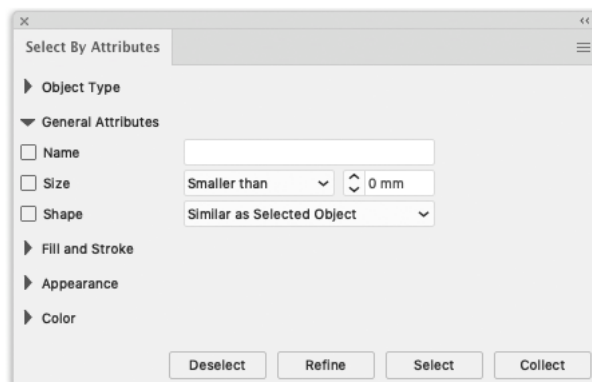 Select By Attributes
Object Type
General Attributes
Name
Size Smaller than 0 mm
Shape Similar as Selected Object
Fill and Stroke
Appearance
Color
Deselect Refine Select Collect